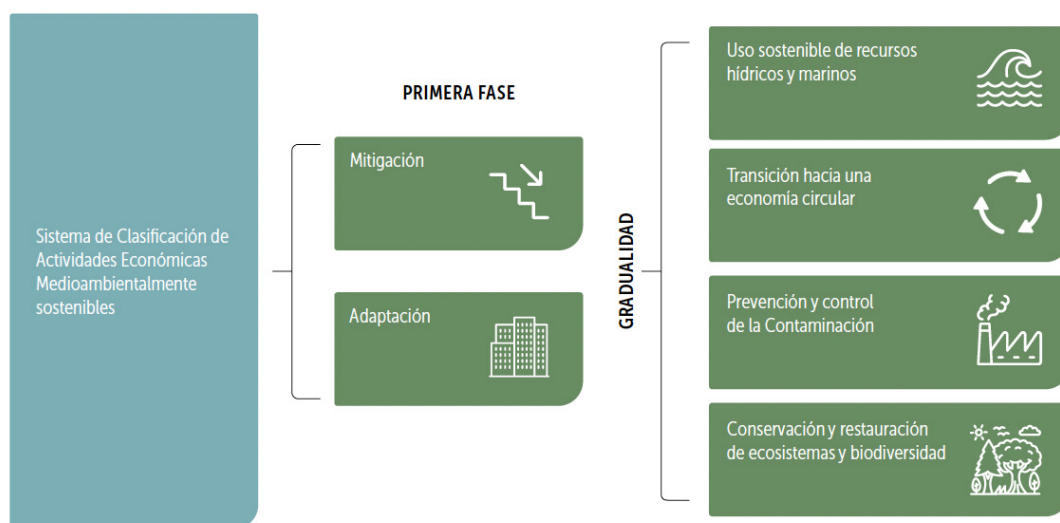 Sistema de Clasificación de
Actividades Económicas
Medioambientalmente
sostenibles
PRIMERA FASE
Mitigación
Adaptación
GRADUALIDAD
Uso sostenible de recursos
hídricos y marinos
Transición hacia una
economía circular
Prevención y control
de la Contaminación
Conservación y restauración
de ecosistemas y biodiversidad